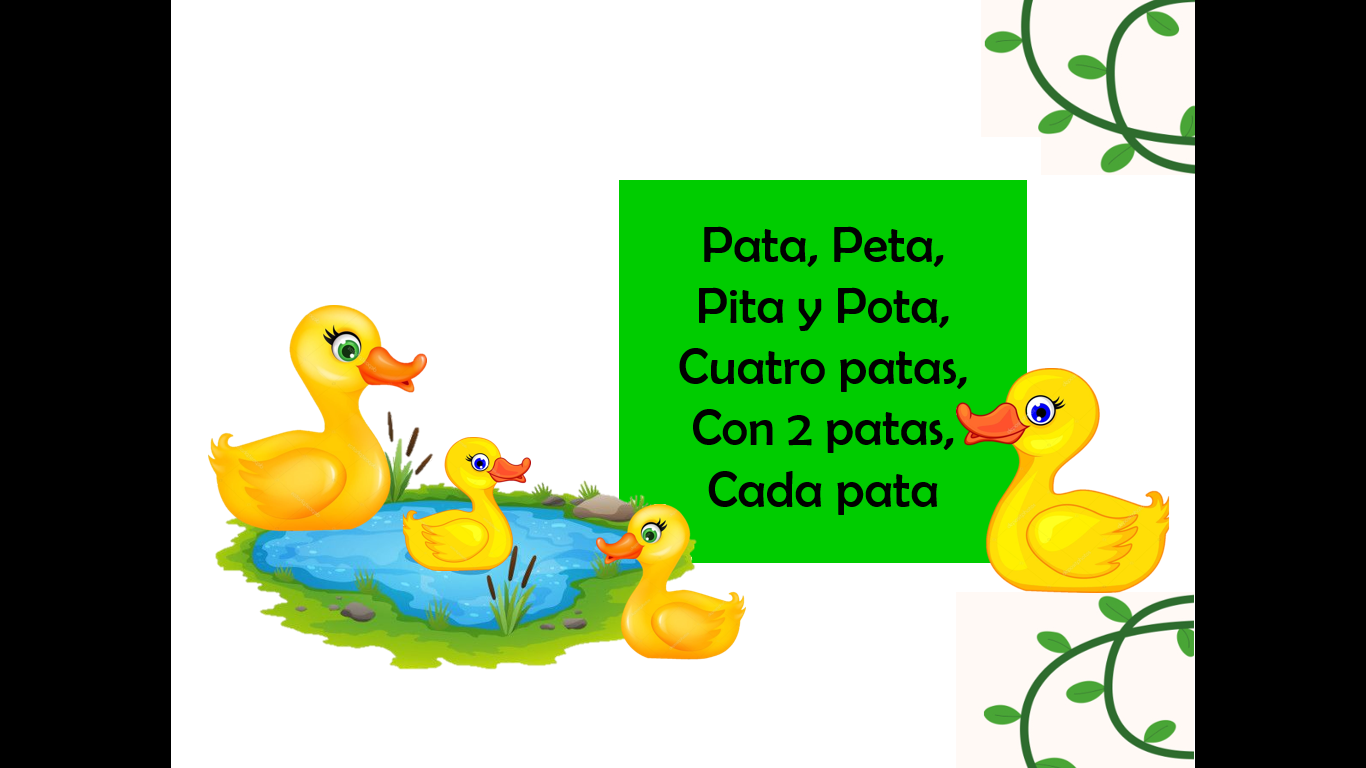 Pata, Peta,
Pita y Pota,
Cuatro patas,
Con 2 patas,
Cada pata